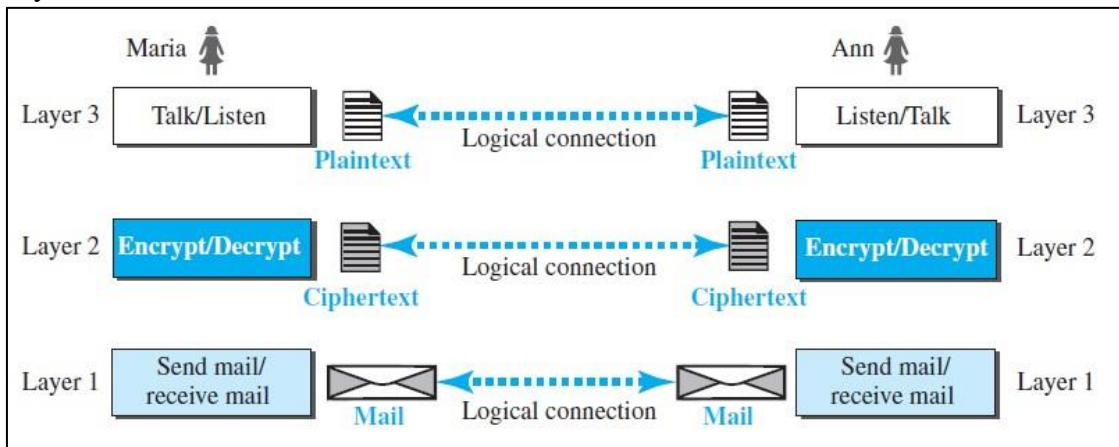 Maria
Ann
Layer 3
Talk/Listen
Plaintext
Logical connection
Plaintext
Listen/Talk
Layer 3
Layer 2
Encrypt/Decrypt
Ciphertext
Logical connection
Ciphertext
Encrypt/Decrypt
Layer 2
Layer 1
Send mail/
receive mail
Mail
Logical connection
Mail
Send mail/
receive mail
Layer 1